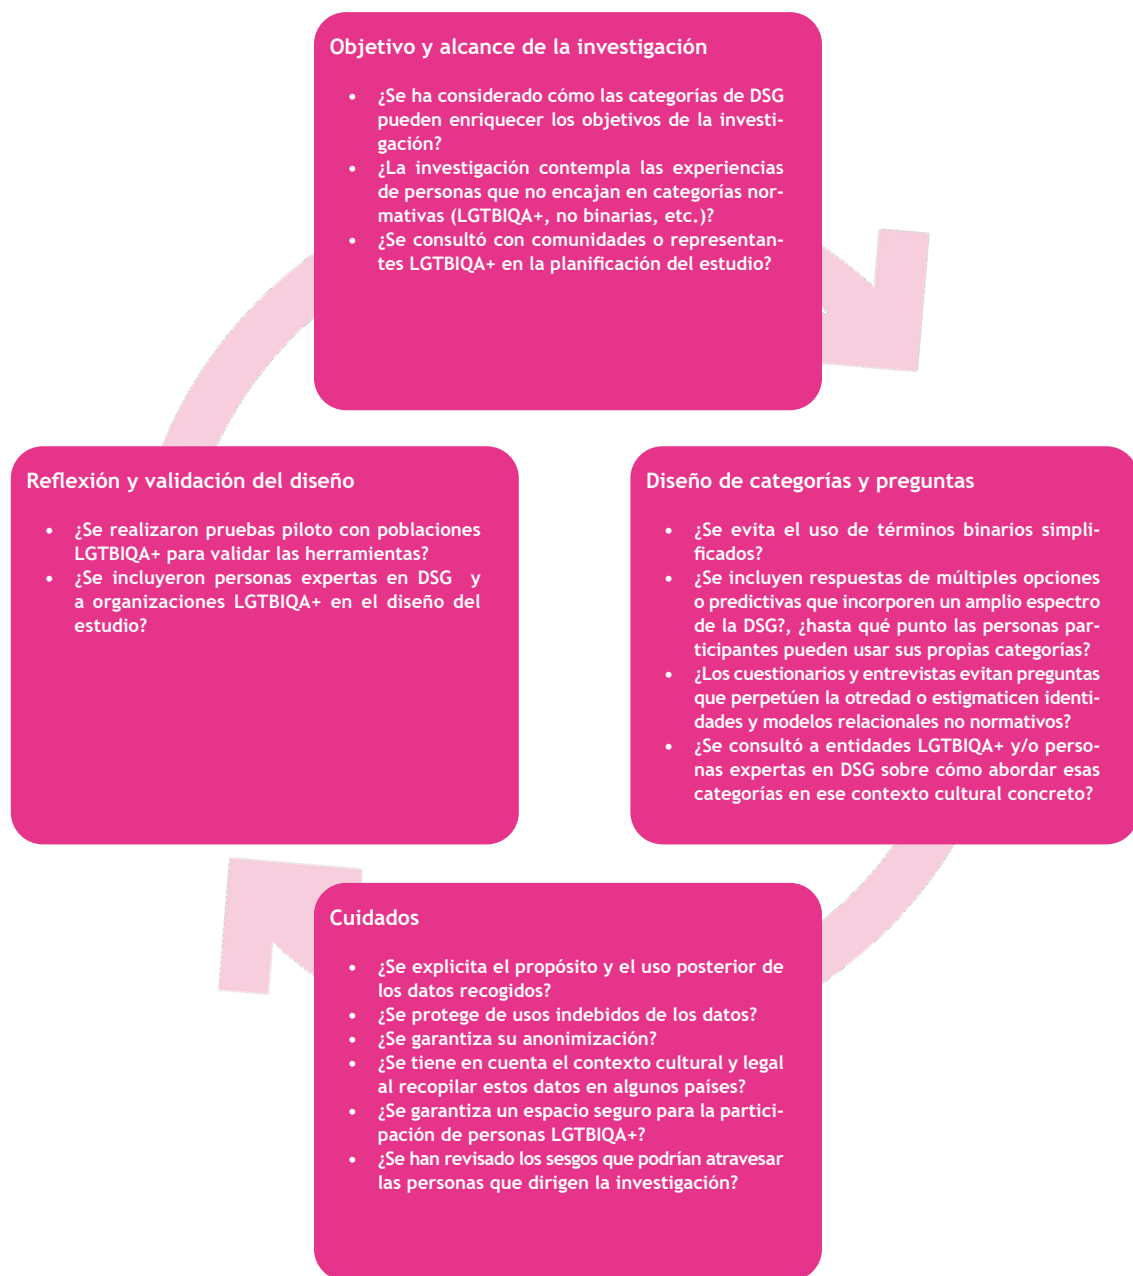 Objetivo y alcance de la investigación
• ¿Se ha considerado cómo las categorías de DSG
pueden enriquecer los objetivos de la investi-
gación?
• ¿La investigación contempla las experiencias
de personas que no encajan en categorías nor-
mativas (LGTBIQA+, no binarias, etc.)?
• ¿Se consultó con comunidades o representan-
tes LGTBIQA+ en la planificación del estudio?
Reflexión y validación del diseño
• ¿Se realizaron pruebas piloto con poblaciones
LGTBIQA+ para validar las herramientas?
• ¿Se incluyeron personas expertas en DSG y
a organizaciones LGTBIQA+ en el diseño del
estudio?
Diseño de categorías y preguntas
• ¿Se evita el uso de términos binarios simpli-
ficados?
• ¿Se incluyen respuestas de múltiples opciones
o predictivas que incorporen un amplio espectro
de la DSG?, ¿hasta qué punto las personas par-
ticipantes pueden usar sus propias categorías?
• ¿Los cuestionarios y entrevistas evitan preguntas
que perpetúen la otredad o estigmaticen identi-
dades y modelos relacionales no normativos?
• ¿Se consultó a entidades LGTBIQA+ y/o perso-
nas expertas en DSG sobre cómo abordar esas
categorías en ese contexto cultural concreto?
Cuidados
• ¿Se explicita el propósito y el uso posterior de
los datos recogidos?
• ¿Se protege de usos indebidos de los datos?
• ¿Se garantiza su anonimización?
• ¿Se tiene en cuenta el contexto cultural y legal
al recopilar estos datos en algunos países?
• ¿Se garantiza un espacio seguro para la partici-
pación de personas LGTBIQA+?
• ¿Se han revisado los sesgos que podrían atravesar
las personas que dirigen la investigación?